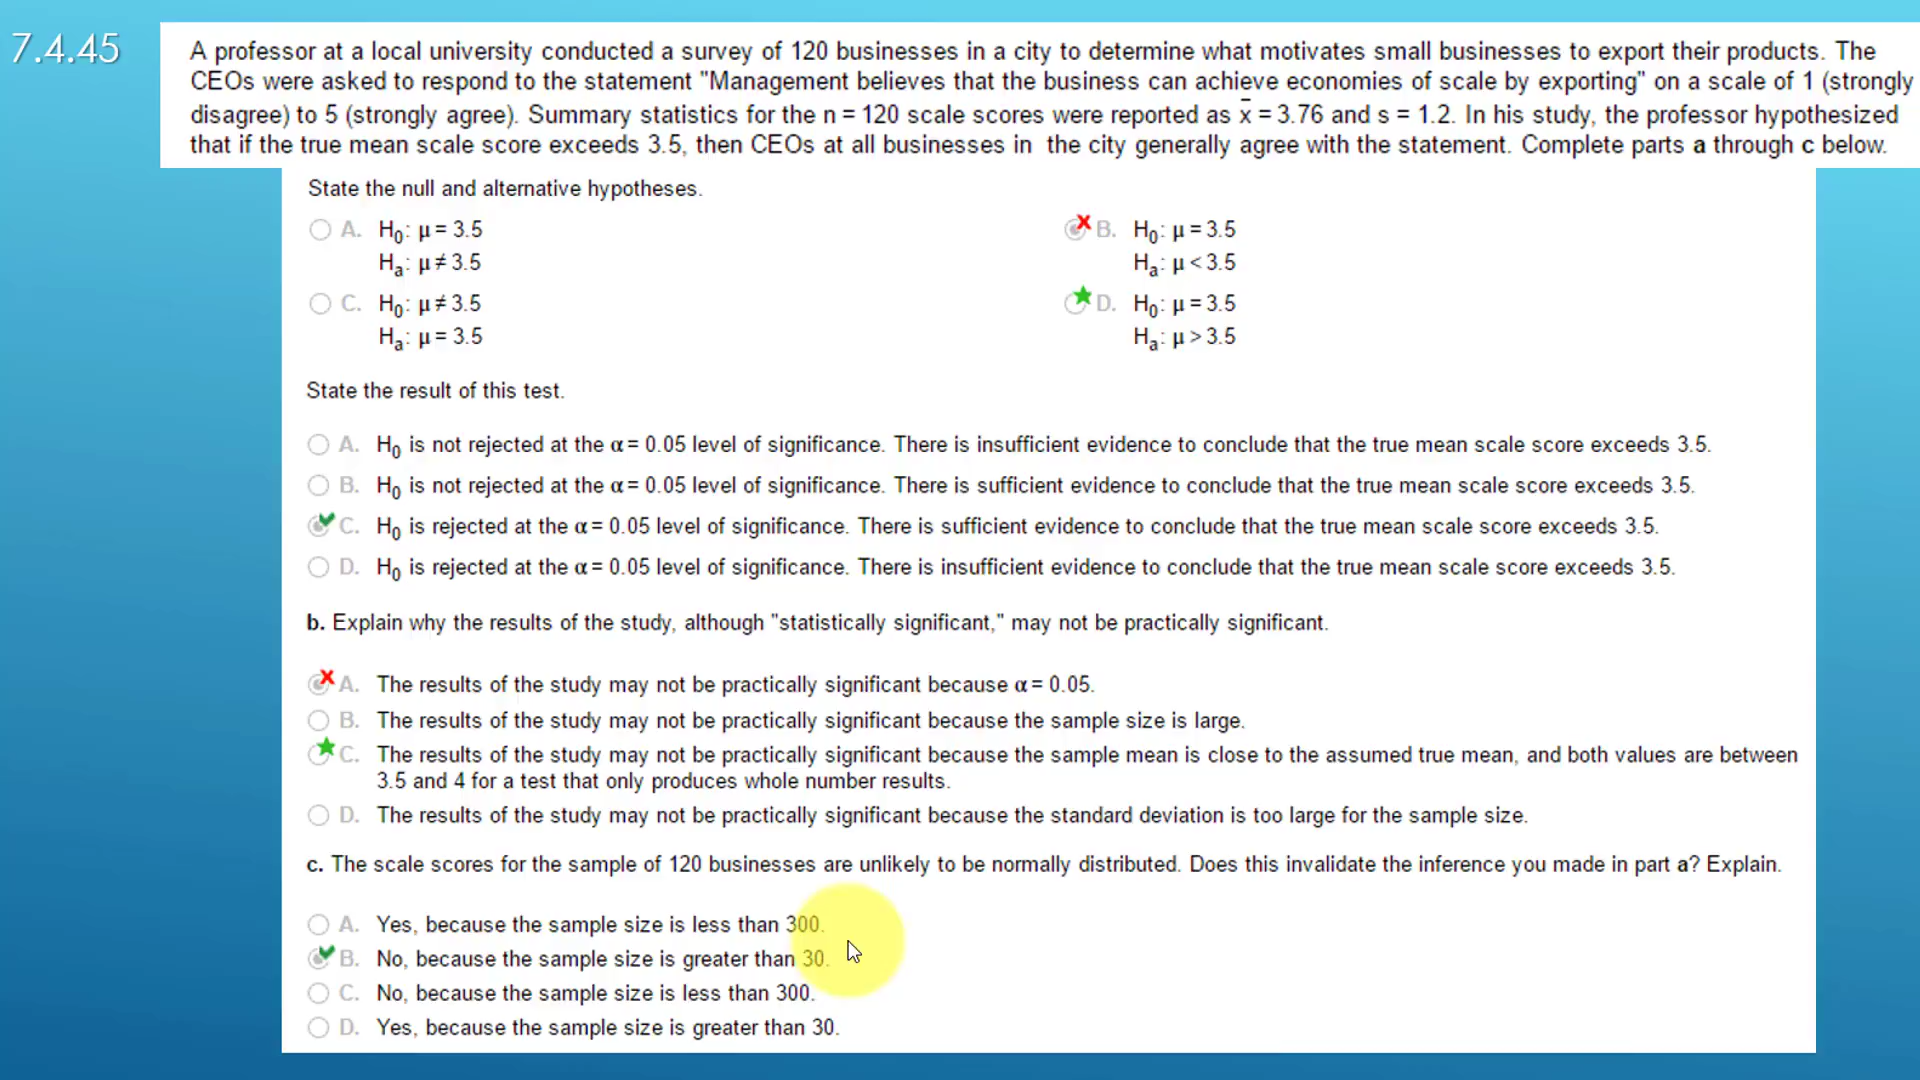 7.4.45
A professor at a local university conducted a survey of 120 businesses in a city to determine what motivates small businesses to export their products. The
CEOs were asked to respond to the statement "Management believes that the business can achieve economies of scale by exporting" on a scale of 1 (strongly
disagree) to 5 (strongly agree). Summary statistics for the n = 120 scale scores were reported as x̄ = 3.76 and s = 1.2. In his study, the professor hypothesized
that if the true mean scale score exceeds 3.5, then CEOs at all businesses in the city generally agree with the statement. Complete parts a through c below.
State the null and alternative hypotheses.
A. H₀: μ = 3.5
Hₐ: μ ≠ 3.5
B. H₀: μ = 3.5
Hₐ: μ < 3.5
C. H₀: μ ≠ 3.5
Hₐ: μ = 3.5
D. H₀: μ = 3.5
Hₐ: μ > 3.5
State the result of this test.
A. H₀ is not rejected at the α = 0.05 level of significance. There is insufficient evidence to conclude that the true mean scale score exceeds 3.5.
B. H₀ is not rejected at the α = 0.05 level of significance. There is sufficient evidence to conclude that the true mean scale score exceeds 3.5.
C. H₀ is rejected at the α = 0.05 level of significance. There is sufficient evidence to conclude that the true mean scale score exceeds 3.5.
D. H₀ is rejected at the α = 0.05 level of significance. There is insufficient evidence to conclude that the true mean scale score exceeds 3.5.
b. Explain why the results of the study, although "statistically significant," may not be practically significant.
A. The results of the study may not be practically significant because α = 0.05.
B. The results of the study may not be practically significant because the sample size is large.
C. The results of the study may not be practically significant because the sample mean is close to the assumed true mean, and both values are between
3.5 and 4 for a test that only produces whole number results.
D. The results of the study may not be practically significant because the standard deviation is too large for the sample size.
c. The scale scores for the sample of 120 businesses are unlikely to be normally distributed. Does this invalidate the inference you made in part a? Explain.
A. Yes, because the sample size is less than 300.
B. No, because the sample size is greater than 30.
C. No, because the sample size is less than 300.
D. Yes, because the sample size is greater than 30.